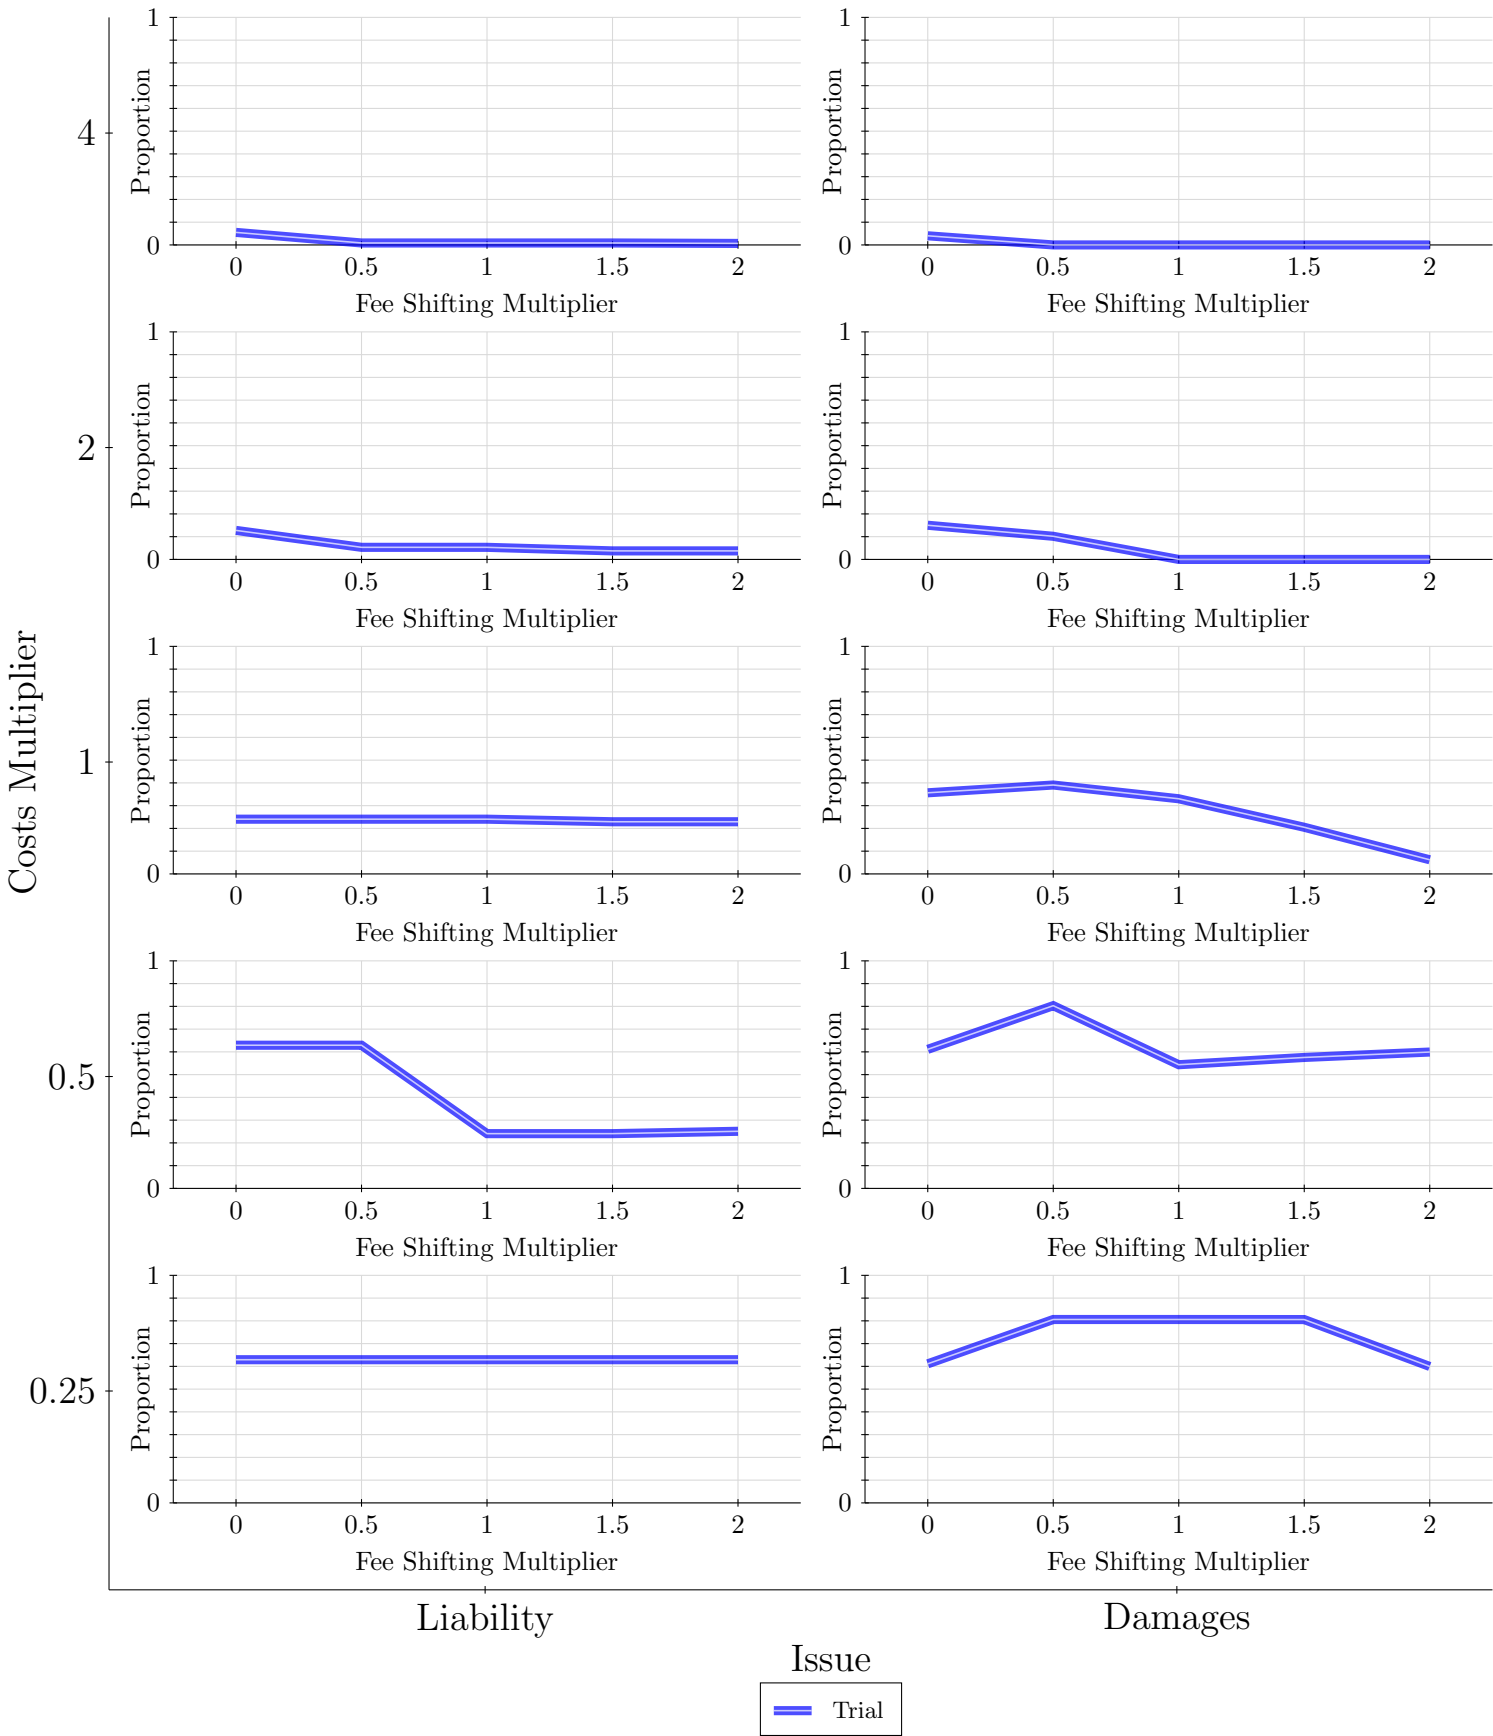 1
Proportion
0
0 0.5 1 1.5 2
Fee Shifting Multiplier
1
Proportion
0
0 0.5 1 1.5 2
Fee Shifting Multiplier
4
1
Proportion
0
0 0.5 1 1.5 2
Fee Shifting Multiplier
1
Proportion
0
0 0.5 1 1.5 2
Fee Shifting Multiplier
2
1
Proportion
0
0 0.5 1 1.5 2
Fee Shifting Multiplier
1
Proportion
0
0 0.5 1 1.5 2
Fee Shifting Multiplier
1
Costs Multiplier
1
Proportion
0
0 0.5 1 1.5 2
Fee Shifting Multiplier
1
Proportion
0
0 0.5 1 1.5 2
Fee Shifting Multiplier
0.5
1
Proportion
0
0 0.5 1 1.5 2
Fee Shifting Multiplier
1
Proportion
0
0 0.5 1 1.5 2
Fee Shifting Multiplier
0.25
Liability
Damages
Issue
Trial